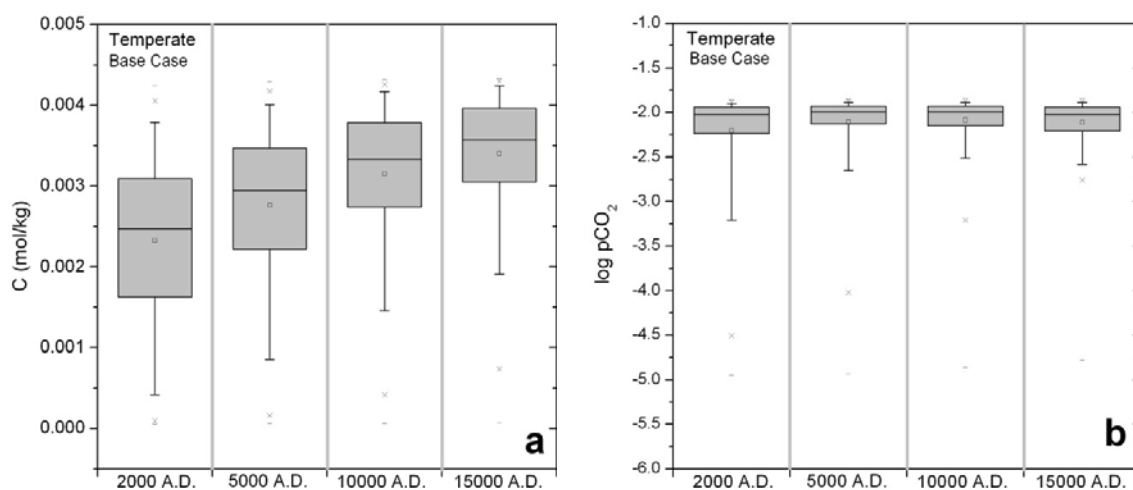 0.005
0.004
0.003
0.002
0.001
0.000
C (mol/kg)
Temperate
Base Case
a
2000 A.D. 5000 A.D. 10000 A.D. 15000 A.D.
-1.0
-1.5
-2.0
-2.5
-3.0
-3.5
-4.0
-4.5
-5.0
-5.5
-6.0
log pCO₂
Temperate
Base Case
b
2000 A.D. 5000 A.D. 10000 A.D. 15000 A.D.